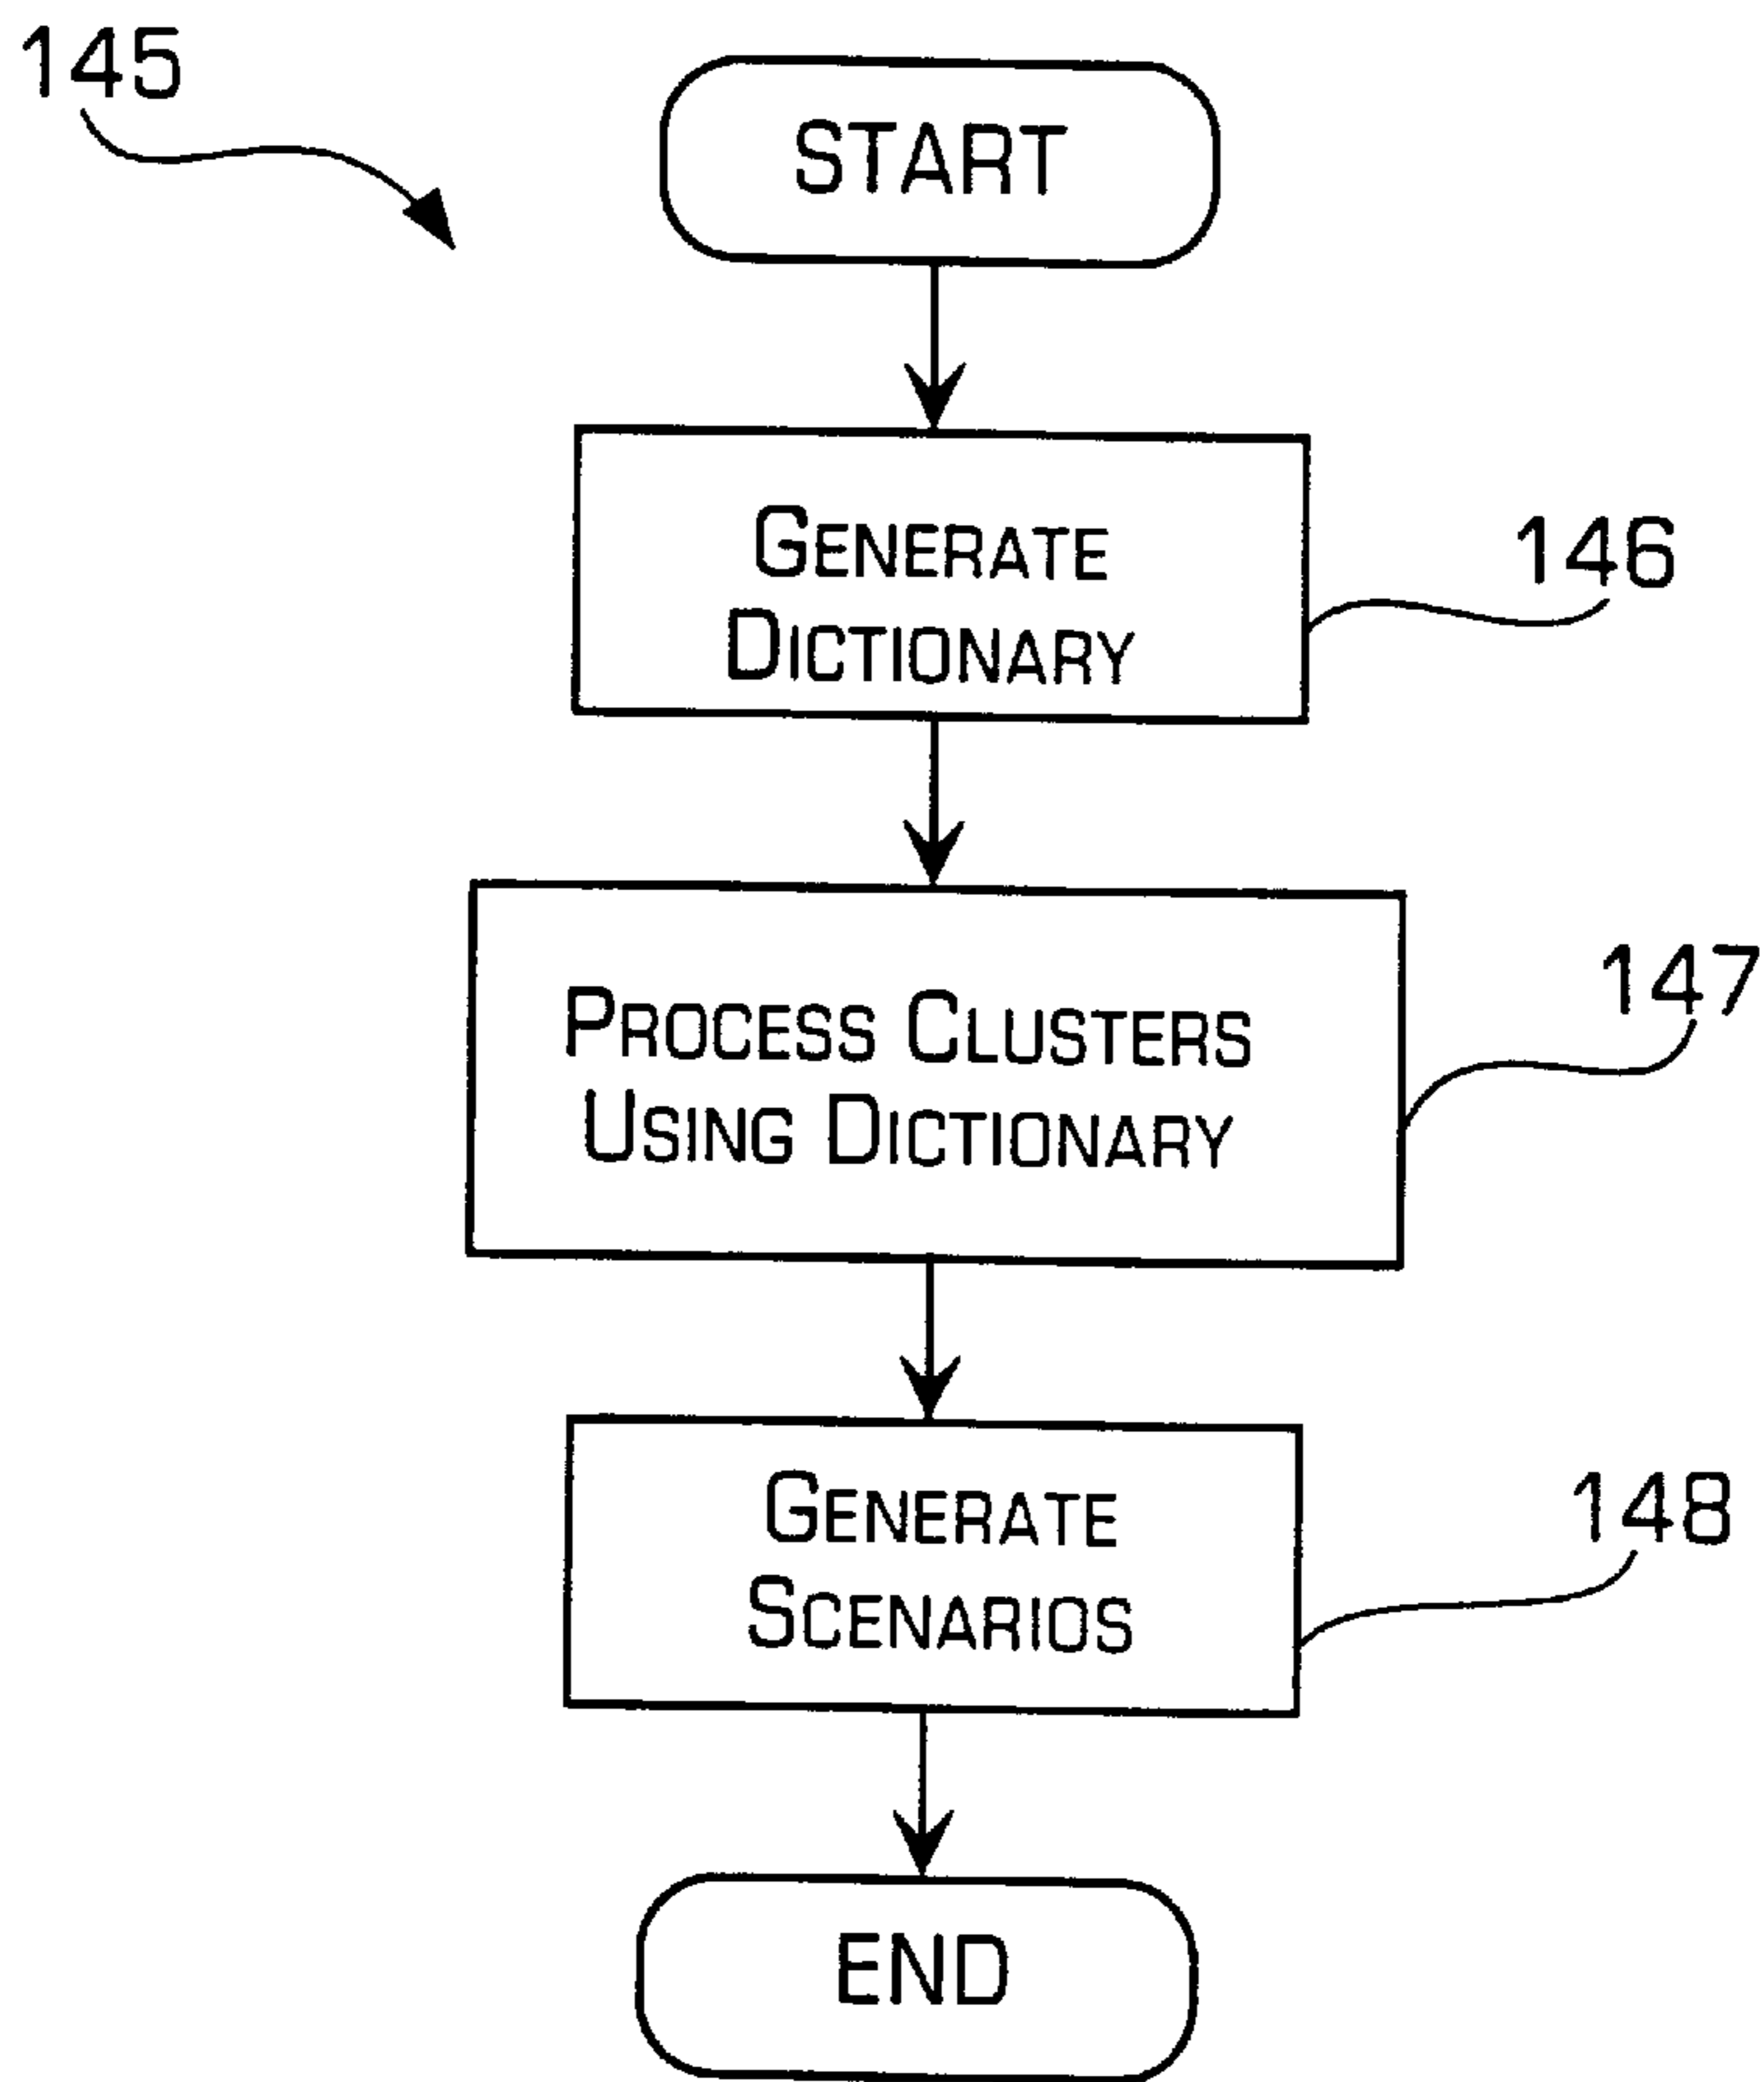 145
START
GENERATE
DICTIONARY
146
PROCESS CLUSTERS
USING DICTIONARY
147
GENERATE
SCENARIOS
148
END